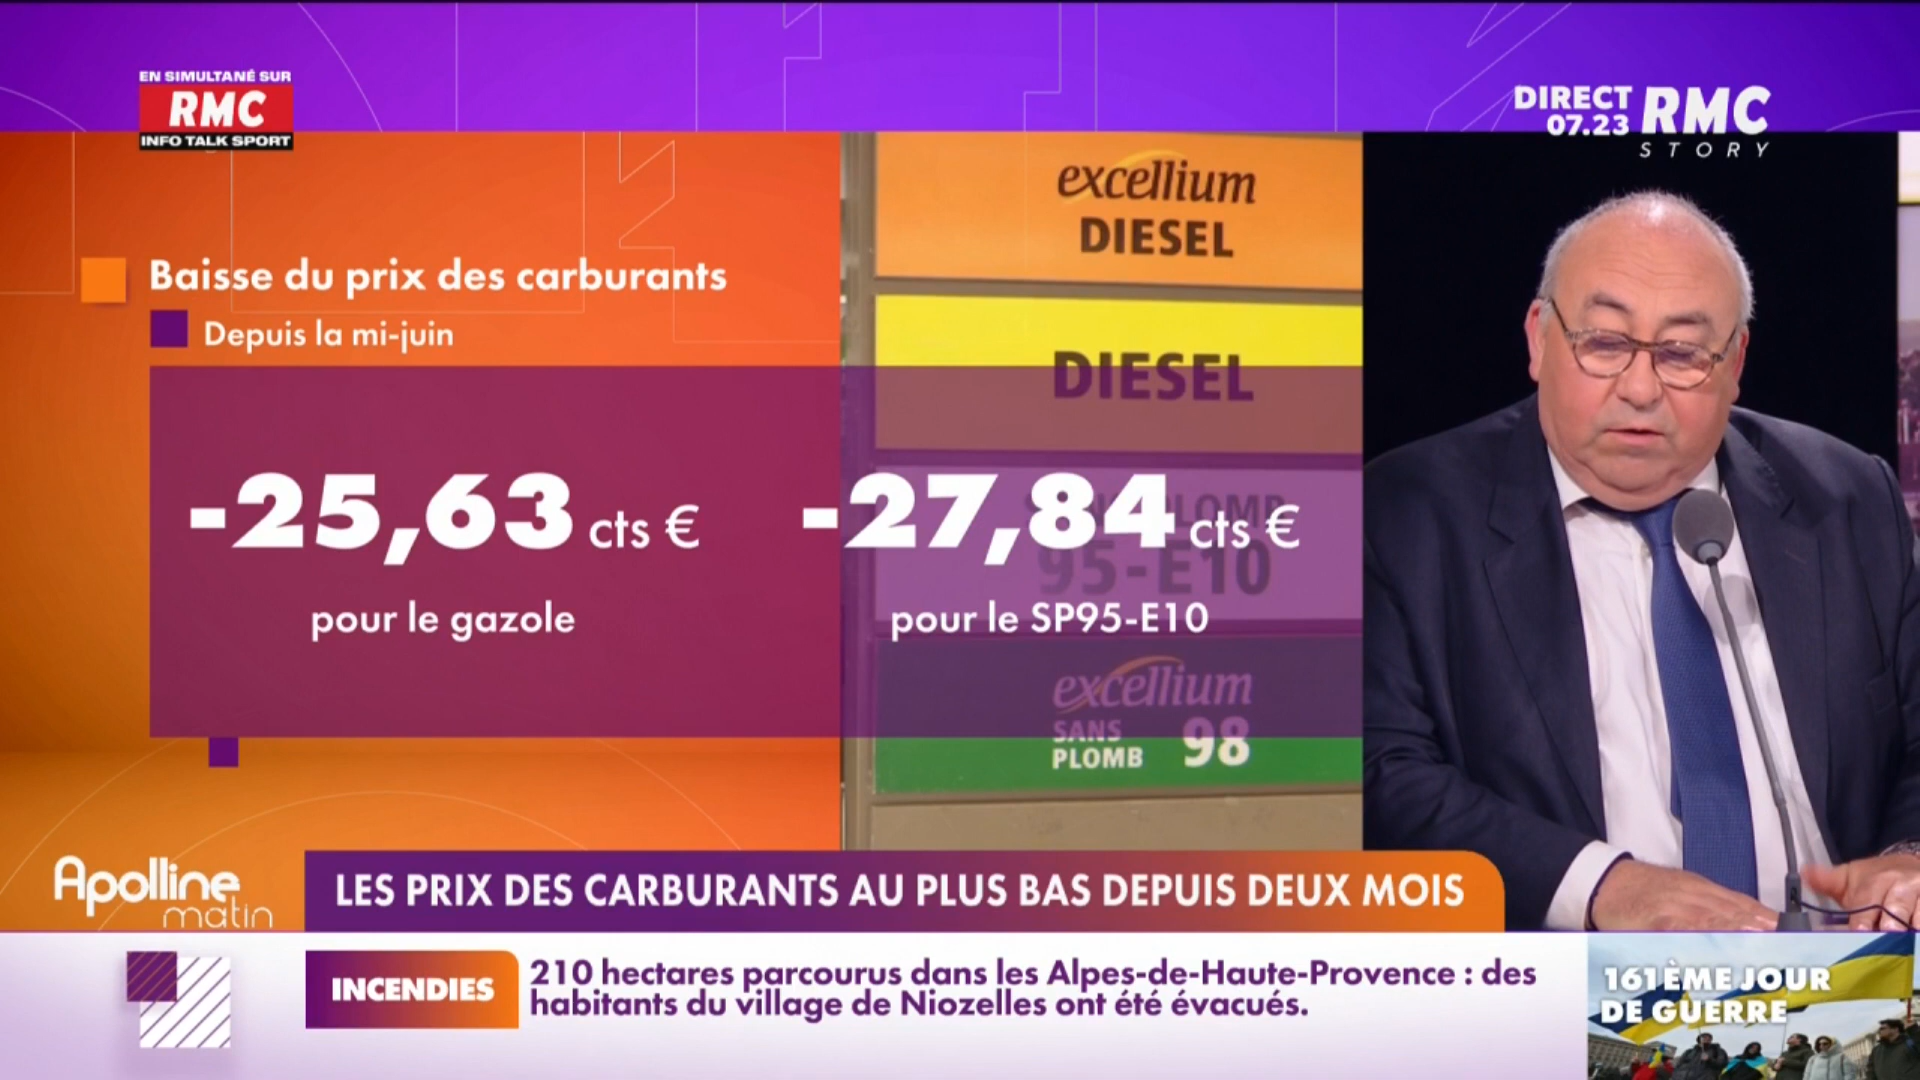 EN SIMULTANÉ SUR
RMC
INFO TALK SPORT
DIRECT
07.23
RMC
STORY
excellium
DIESEL
DIESEL
Baisse du prix des carburants
Depuis la mi-juin
-25,63 cts €
pour le gazole
-27,84 cts €
pour le SP95-E10
95-E10
excellium
SANS
PLOMB 98
Apolline
matin
LES PRIX DES CARBURANTS AU PLUS BAS DEPUIS DEUX MOIS
INCENDIES
210 hectares parcourus dans les Alpes-de-Haute-Provence : des
habitants du village de Niozelles ont été évacués.
161ÈME JOUR
DE GUERRE